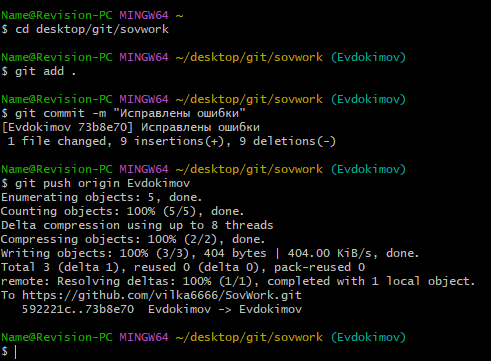 Name@Revision-PC MINGW64 ~
$ cd desktop/git/sovwork
Name@Revision-PC MINGW64 ~/desktop/git/sovwork (Evdokimov)
$ git add .
Name@Revision-PC MINGW64 ~/desktop/git/sovwork (Evdokimov)
$ git commit -m "Исправлены ошибки"
[Evdokimov 73b8e70] Исправлены ошибки
1 file changed, 9 insertions(+), 9 deletions(-)
Name@Revision-PC MINGW64 ~/desktop/git/sovwork (Evdokimov)
$ git push origin Evdokimov
Enumerating objects: 5, done.
Counting objects: 100% (5/5), done.
Delta compression using up to 8 threads
Compressing objects: 100% (2/2), done.
Writing objects: 100% (3/3), 404 bytes | 404.00 KiB/s, done.
Total 3 (delta 1), reused 0 (delta 0), pack-reused 0
remote: Resolving deltas: 100% (1/1), completed with 1 local object.
To https://github.com/vilka6666/SovWork.git
592221c..73b8e70 Evdokimov -> Evdokimov
Name@Revision-PC MINGW64 ~/desktop/git/sovwork (Evdokimov)
$